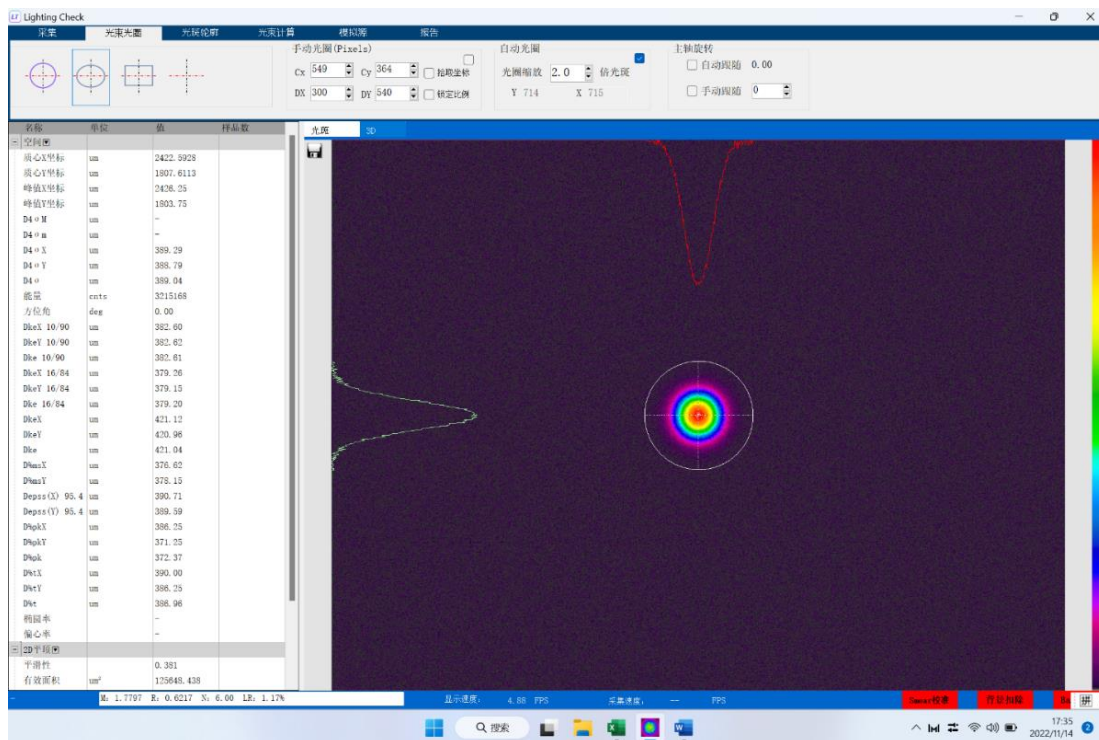 Lighting Check
采集 光束光圈 光斑轮廓 光束计算 模拟源 报告
手动光圈(Pixels) 自动光圈 主轴旋转
Cx 549 Cy 364 拾取坐标 光圈缩放 2.0 倍光斑 自动跟随 0.00
DX 300 DY 540 锁定比例 Y 714 X 715 手动跟随 0
名称 单位 值 样品数 光斑 3D
空间
质心X坐标 um 2422.5928
质心Y坐标 um 1807.6113
峰值X坐标 um 2426.25
峰值Y坐标 um 1803.75
D4σM um -
D4σm um -
D4σX um 389.29
D4σY um 388.79
D4σ um 389.04
能量 cnts 3215168
方位角 deg 0.00
DkeX 10/90 um 382.60
DkeY 10/90 um 382.62
Dke 10/90 um 382.61
DkeX 16/84 um 379.26
DkeY 16/84 um 379.15
Dke 16/84 um 379.20
DkeX um 421.12
DkeY um 420.96
Dke um 421.04
D%msX um 376.62
D%msY um 378.15
Depss(X) 95.4 um 390.71
Depss(Y) 95.4 um 389.59
D%pkX um 386.25
D%pkY um 371.25
D%pk um 372.37
D%tX um 390.00
D%tY um 386.25
D%t um 386.96
椭圆率 -
偏心率 -
2D平顶
平滑性 0.381
有效面积 um² 125648.438
M: 1.7797 R: 0.6217 N: 6.00 LR: 1.17% 显示速度: 4.88 FPS 采集速度: -- FPS
搜索 17:35
2022/11/14 2
拼